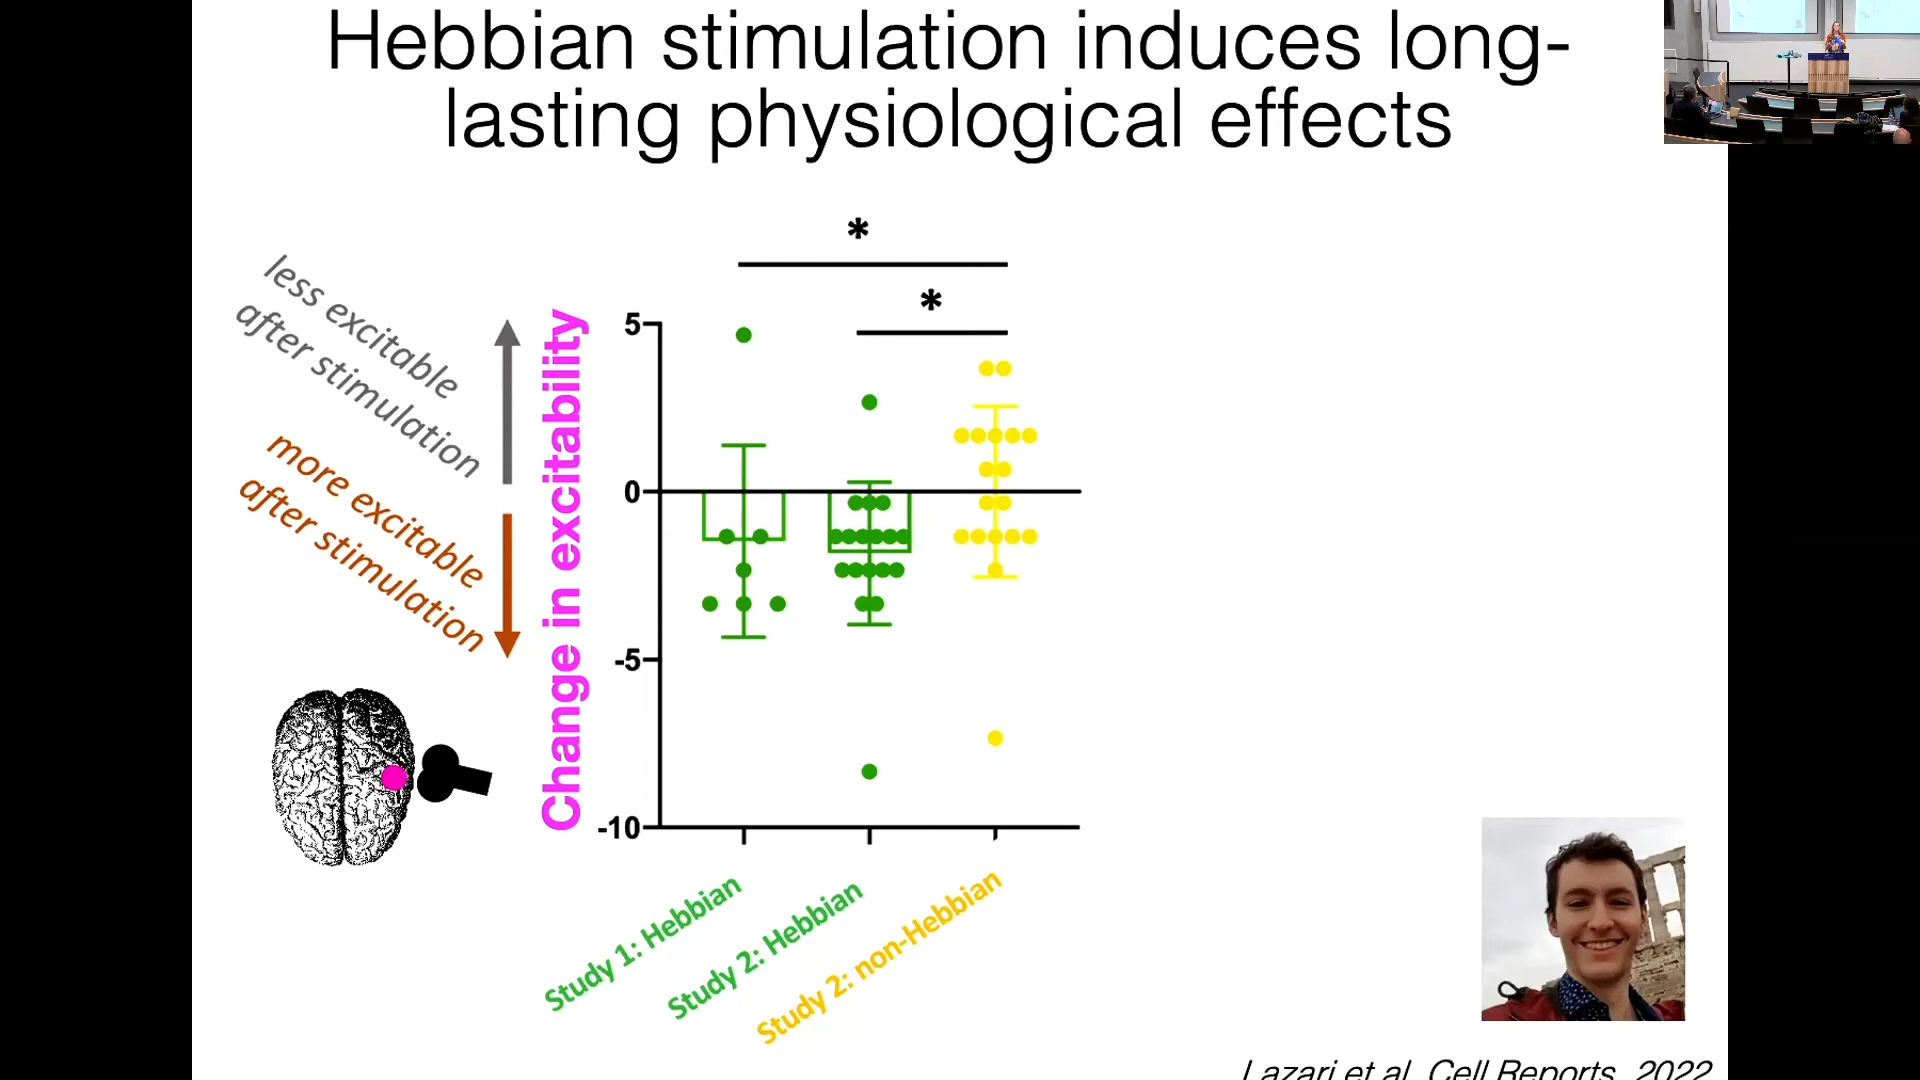 Hebbian stimulation induces long-
lasting physiological effects
*
*
less excitable
after stimulation
more excitable
after stimulation
Change in excitability
5
0
-5
-10
Study 1: Hebbian
Study 2: Hebbian
Study 2: non-Hebbian
Lazari et al, Cell Reports, 2022